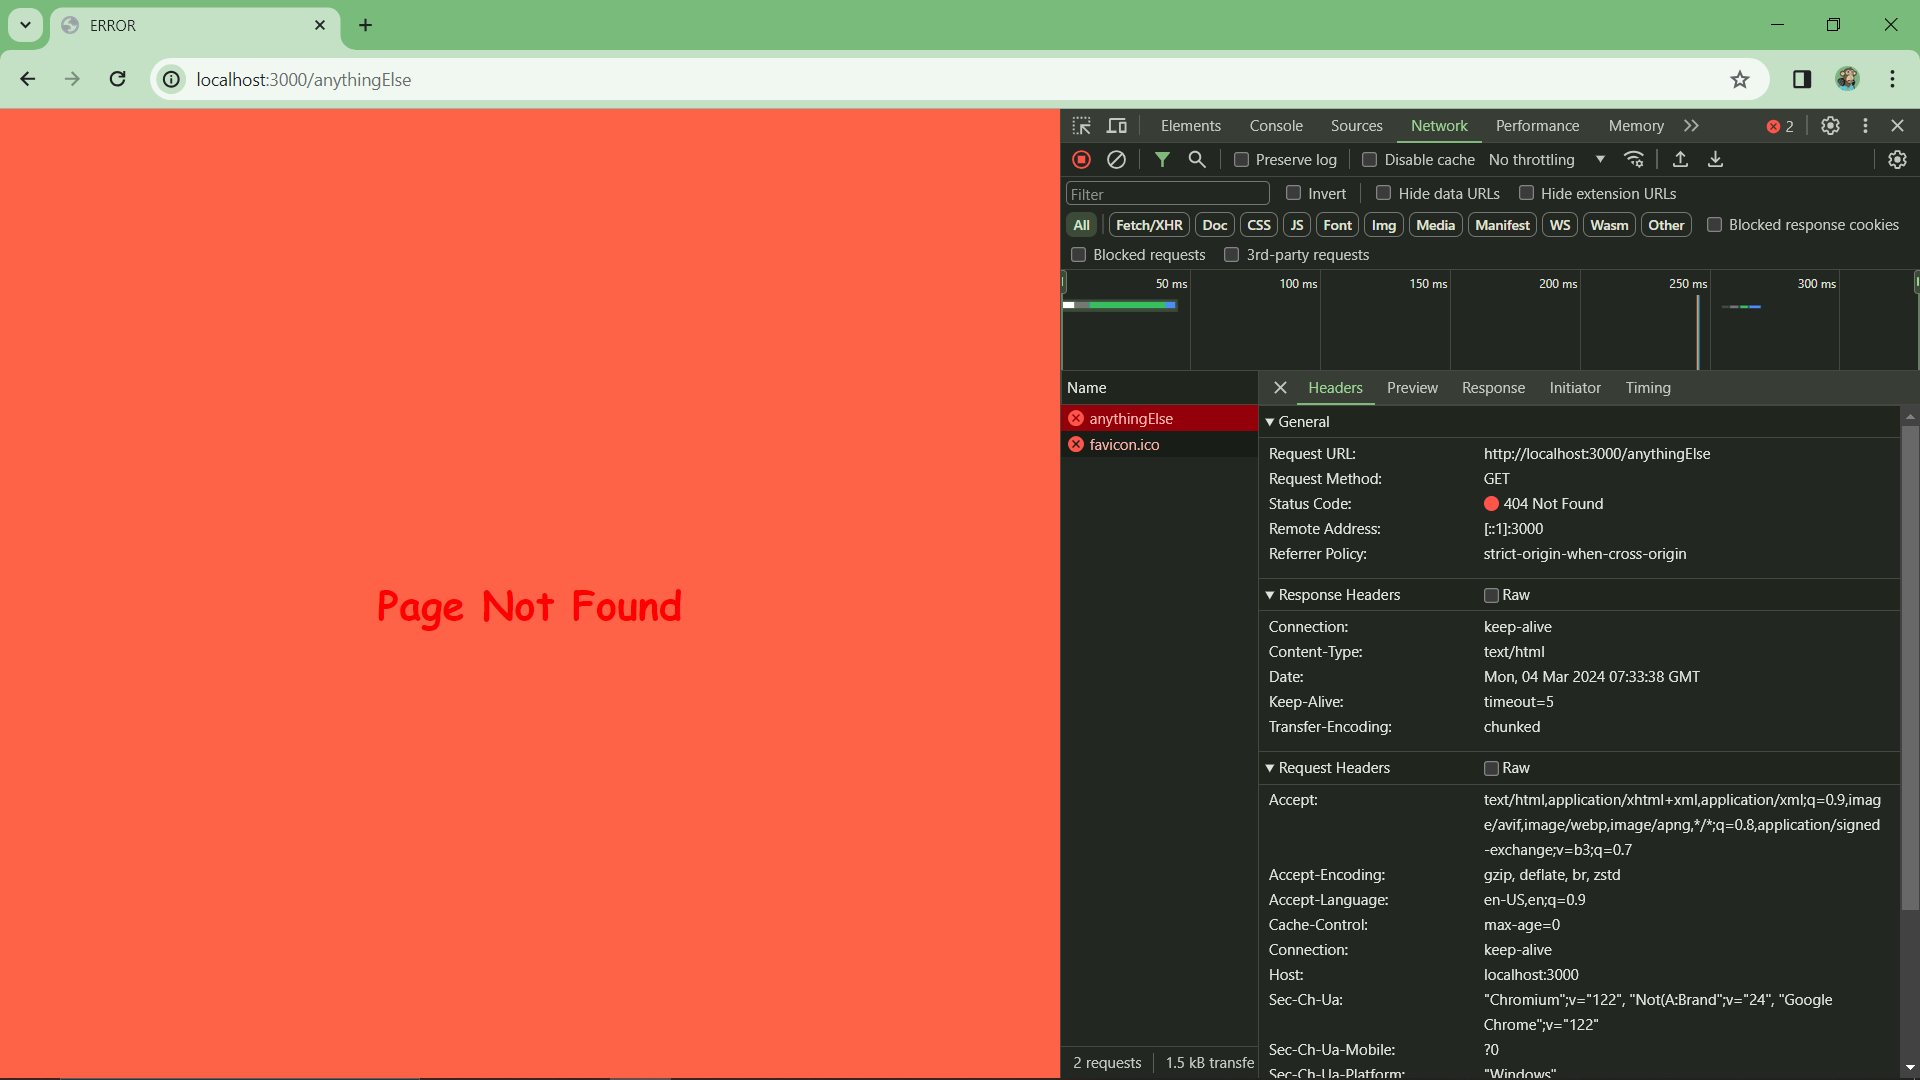 ERROR
localhost:3000/anythingElse
Page Not Found
Elements Console Sources Network Performance Memory 2
Preserve log Disable cache No throttling
Filter Invert Hide data URLs Hide extension URLs
All Fetch/XHR Doc CSS JS Font Img Media Manifest WS Wasm Other Blocked response cookies
Blocked requests 3rd-party requests
50 ms 100 ms 150 ms 200 ms 250 ms 300 ms
Name
anythingElse
favicon.ico
2 requests 1.5 kB transfe
Headers Preview Response Initiator Timing
General
Request URL: http://localhost:3000/anythingElse
Request Method: GET
Status Code: 404 Not Found
Remote Address: [::1]:3000
Referrer Policy: strict-origin-when-cross-origin
Response Headers Raw
Connection: keep-alive
Content-Type: text/html
Date: Mon, 04 Mar 2024 07:33:38 GMT
Keep-Alive: timeout=5
Transfer-Encoding: chunked
Request Headers Raw
Accept: text/html,application/xhtml+xml,application/xml;q=0.9,imag
e/avif,image/webp,image/apng,*/*;q=0.8,application/signed
-exchange;v=b3;q=0.7
Accept-Encoding: gzip, deflate, br, zstd
Accept-Language: en-US,en;q=0.9
Cache-Control: max-age=0
Connection: keep-alive
Host: localhost:3000
Sec-Ch-Ua: "Chromium";v="122", "Not(A:Brand";v="24", "Google
Chrome";v="122"
Sec-Ch-Ua-Mobile: ?0
Sec-Ch-Ua-Platform: "Windows"